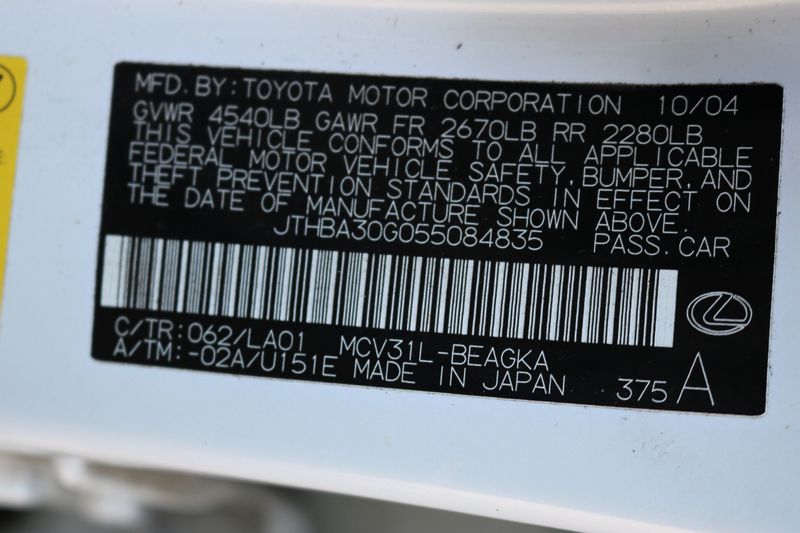 MFD. BY: TOYOTA MOTOR CORPORATION 10/04
GVWR 4540LB GAWR FR 2670LB RR 2280LB
THIS VEHICLE CONFORMS TO ALL APPLICABLE
FEDERAL MOTOR VEHICLE SAFETY, BUMPER, AND
THEFT PREVENTION STANDARDS IN EFFECT ON
THE DATE OF MANUFACTURE SHOWN ABOVE.
JTHBA30G055084835 PASS. CAR
C/TR: 062/LA01 MCV31L-BEAGKA
A/TM: -02A/U151E MADE IN JAPAN 375 A